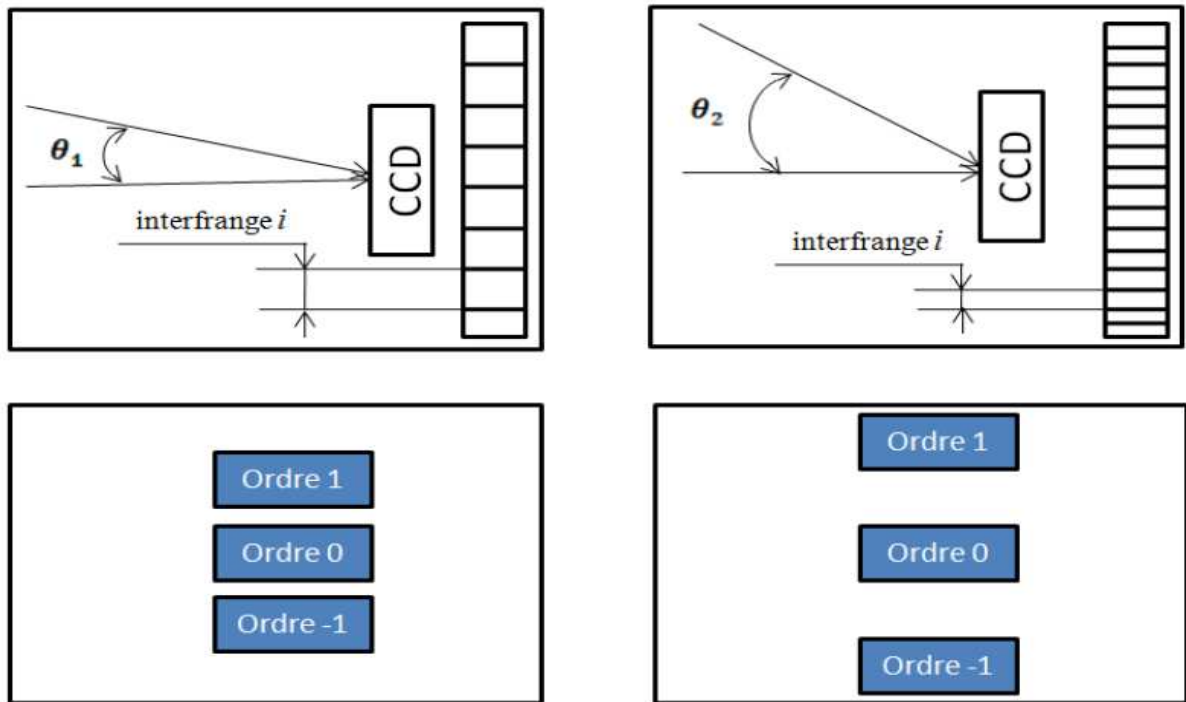 θ₁
CCD
interfrange i
θ₂
CCD
interfrange i
Ordre 1
Ordre 0
Ordre -1
Ordre 1
Ordre 0
Ordre -1